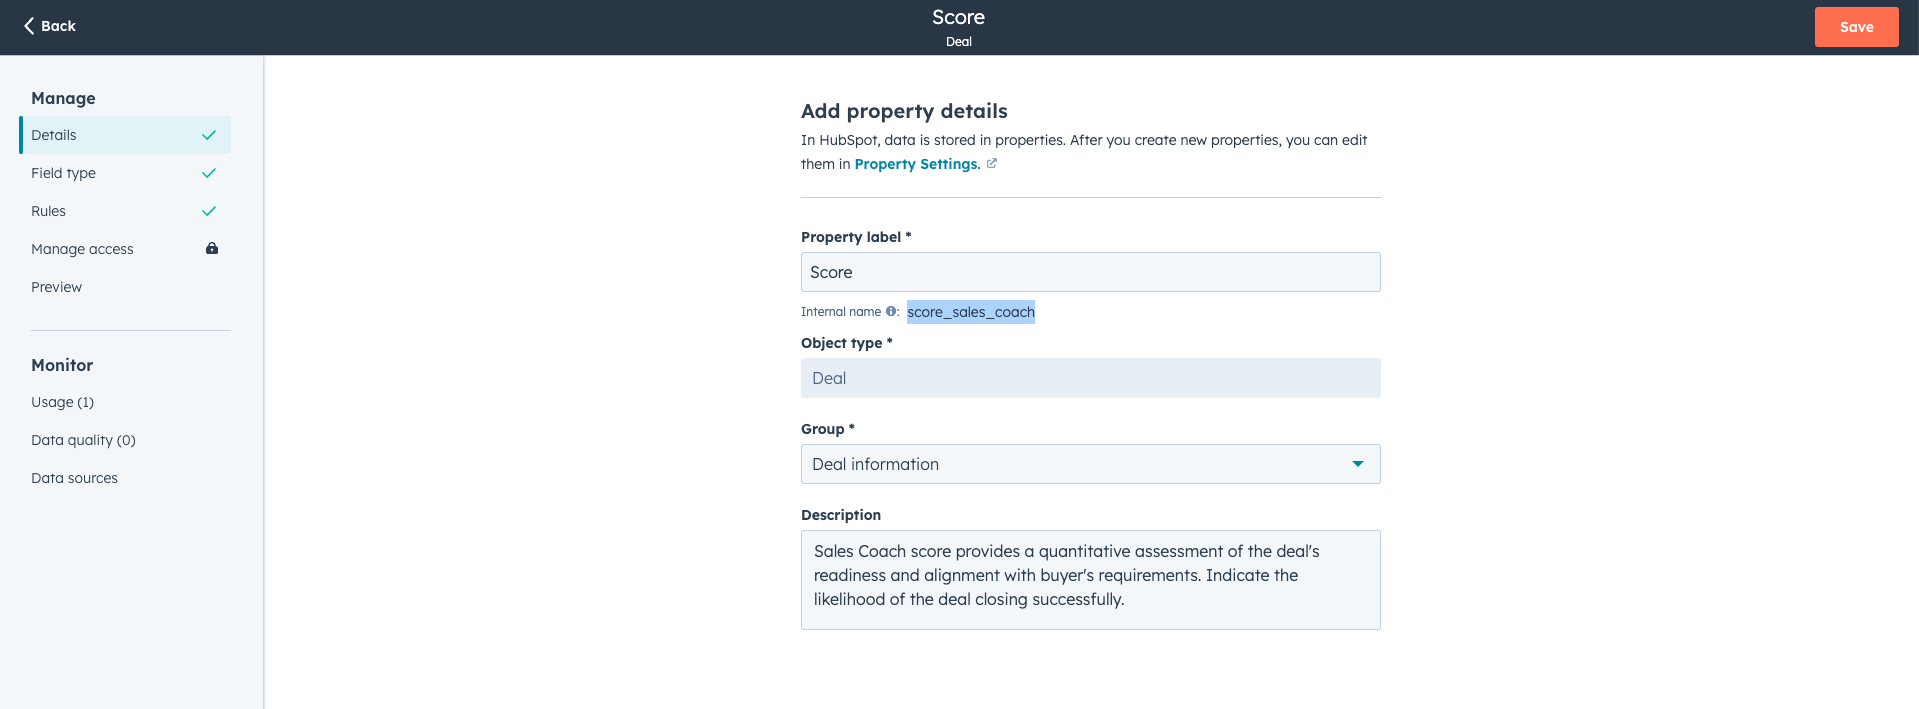 Back
Score
Deal
Save
Manage
Details
Field type
Rules
Manage access
Preview
Monitor
Usage (1)
Data quality (0)
Data sources
Add property details
In HubSpot, data is stored in properties. After you create new properties, you can edit
them in Property Settings.
Property label *
Score
Internal name : score_sales_coach
Object type *
Deal
Group *
Deal information
Description
Sales Coach score provides a quantitative assessment of the deal's
readiness and alignment with buyer's requirements. Indicate the
likelihood of the deal closing successfully.